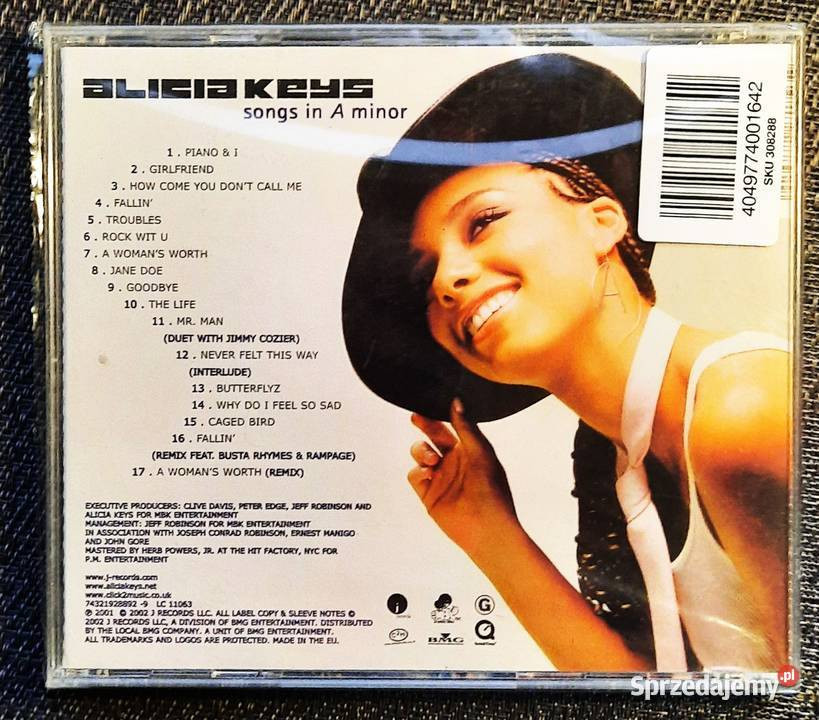 alicia keys
songs in A minor
1 . PIANO & I
2 . GIRLFRIEND
3 . HOW COME YOU DON'T CALL ME
4 . FALLIN'
5 . TROUBLES
6 . ROCK WIT U
7 . A WOMAN'S WORTH
8 . JANE DOE
9 . GOODBYE
10 . THE LIFE
11 . MR. MAN
(DUET WITH JIMMY COZIER)
12 . NEVER FELT THIS WAY
(INTERLUDE)
13 . BUTTERFLYZ
14 . WHY DO I FEEL SO SAD
15 . CAGED BIRD
16 . FALLIN'
(REMIX FEAT. BUSTA RHYMES & RAMPAGE)
17 . A WOMAN'S WORTH (REMIX)
EXECUTIVE PRODUCERS: CLIVE DAVIS, PETER EDGE, JEFF ROBINSON AND
ALICIA KEYS FOR MBK ENTERTAINMENT
MANAGEMENT: JEFF ROBINSON FOR MBK ENTERTAINMENT
IN ASSOCIATION WITH JOSEPH CONRAD ROBINSON, ERNEST MANIGO
AND JOHN GORE
MASTERED BY HERB POWERS, JR. AT THE HIT FACTORY, NYC FOR
P.M. ENTERTAINMENT
www.j-records.com
www.aliciakeys.net
www.click2music.co.uk
74321928892 -9 LC 11063
℗ 2001 © 2002 J RECORDS LLC. ALL LABEL COPY & SLEEVE NOTES ©
2002 J RECORDS LLC, A DIVISION OF BMG ENTERTAINMENT. DISTRIBUTED
BY THE LOCAL BMG COMPANY. A UNIT OF BMG ENTERTAINMENT.
ALL TRADEMARKS AND LOGOS ARE PROTECTED. MADE IN THE EU.
j
G
c2m
BMG
4049774001642
SKU 308288
Sprzedajemy.pl